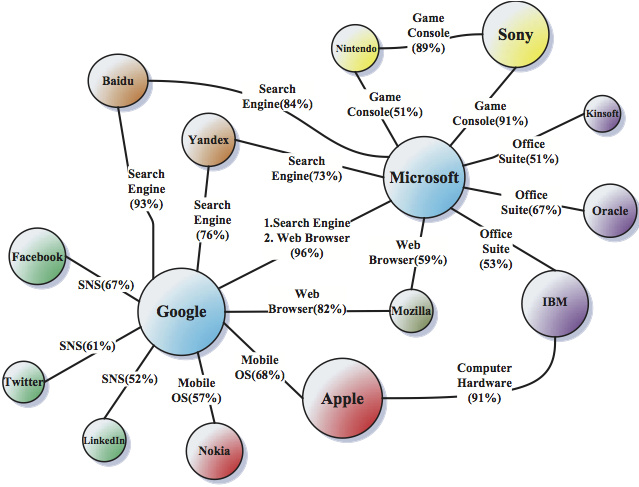 Game
Console
(89%)
Sony
Nintendo
Baidu
Search
Engine(84%)
Game
Console(51%)
Game
Console(91%)
Kinsoft
Yandex
Search
Engine(73%)
Office
Suite(51%)
Microsoft
Search
Engine
(93%)
Office
Suite(67%)
Oracle
Search
Engine
(76%)
1.Search Engine
2. Web Browser
(96%)
Office
Suite
(53%)
Web
Browser(59%)
Facebook
SNS(67%)
Google
Web
Browser(82%)
Mozilla
IBM
SNS(61%)
Twitter
SNS(52%)
Mobile
OS(68%)
Mobile
OS(57%)
Computer
Hardware
(91%)
Apple
LinkedIn
Nokia